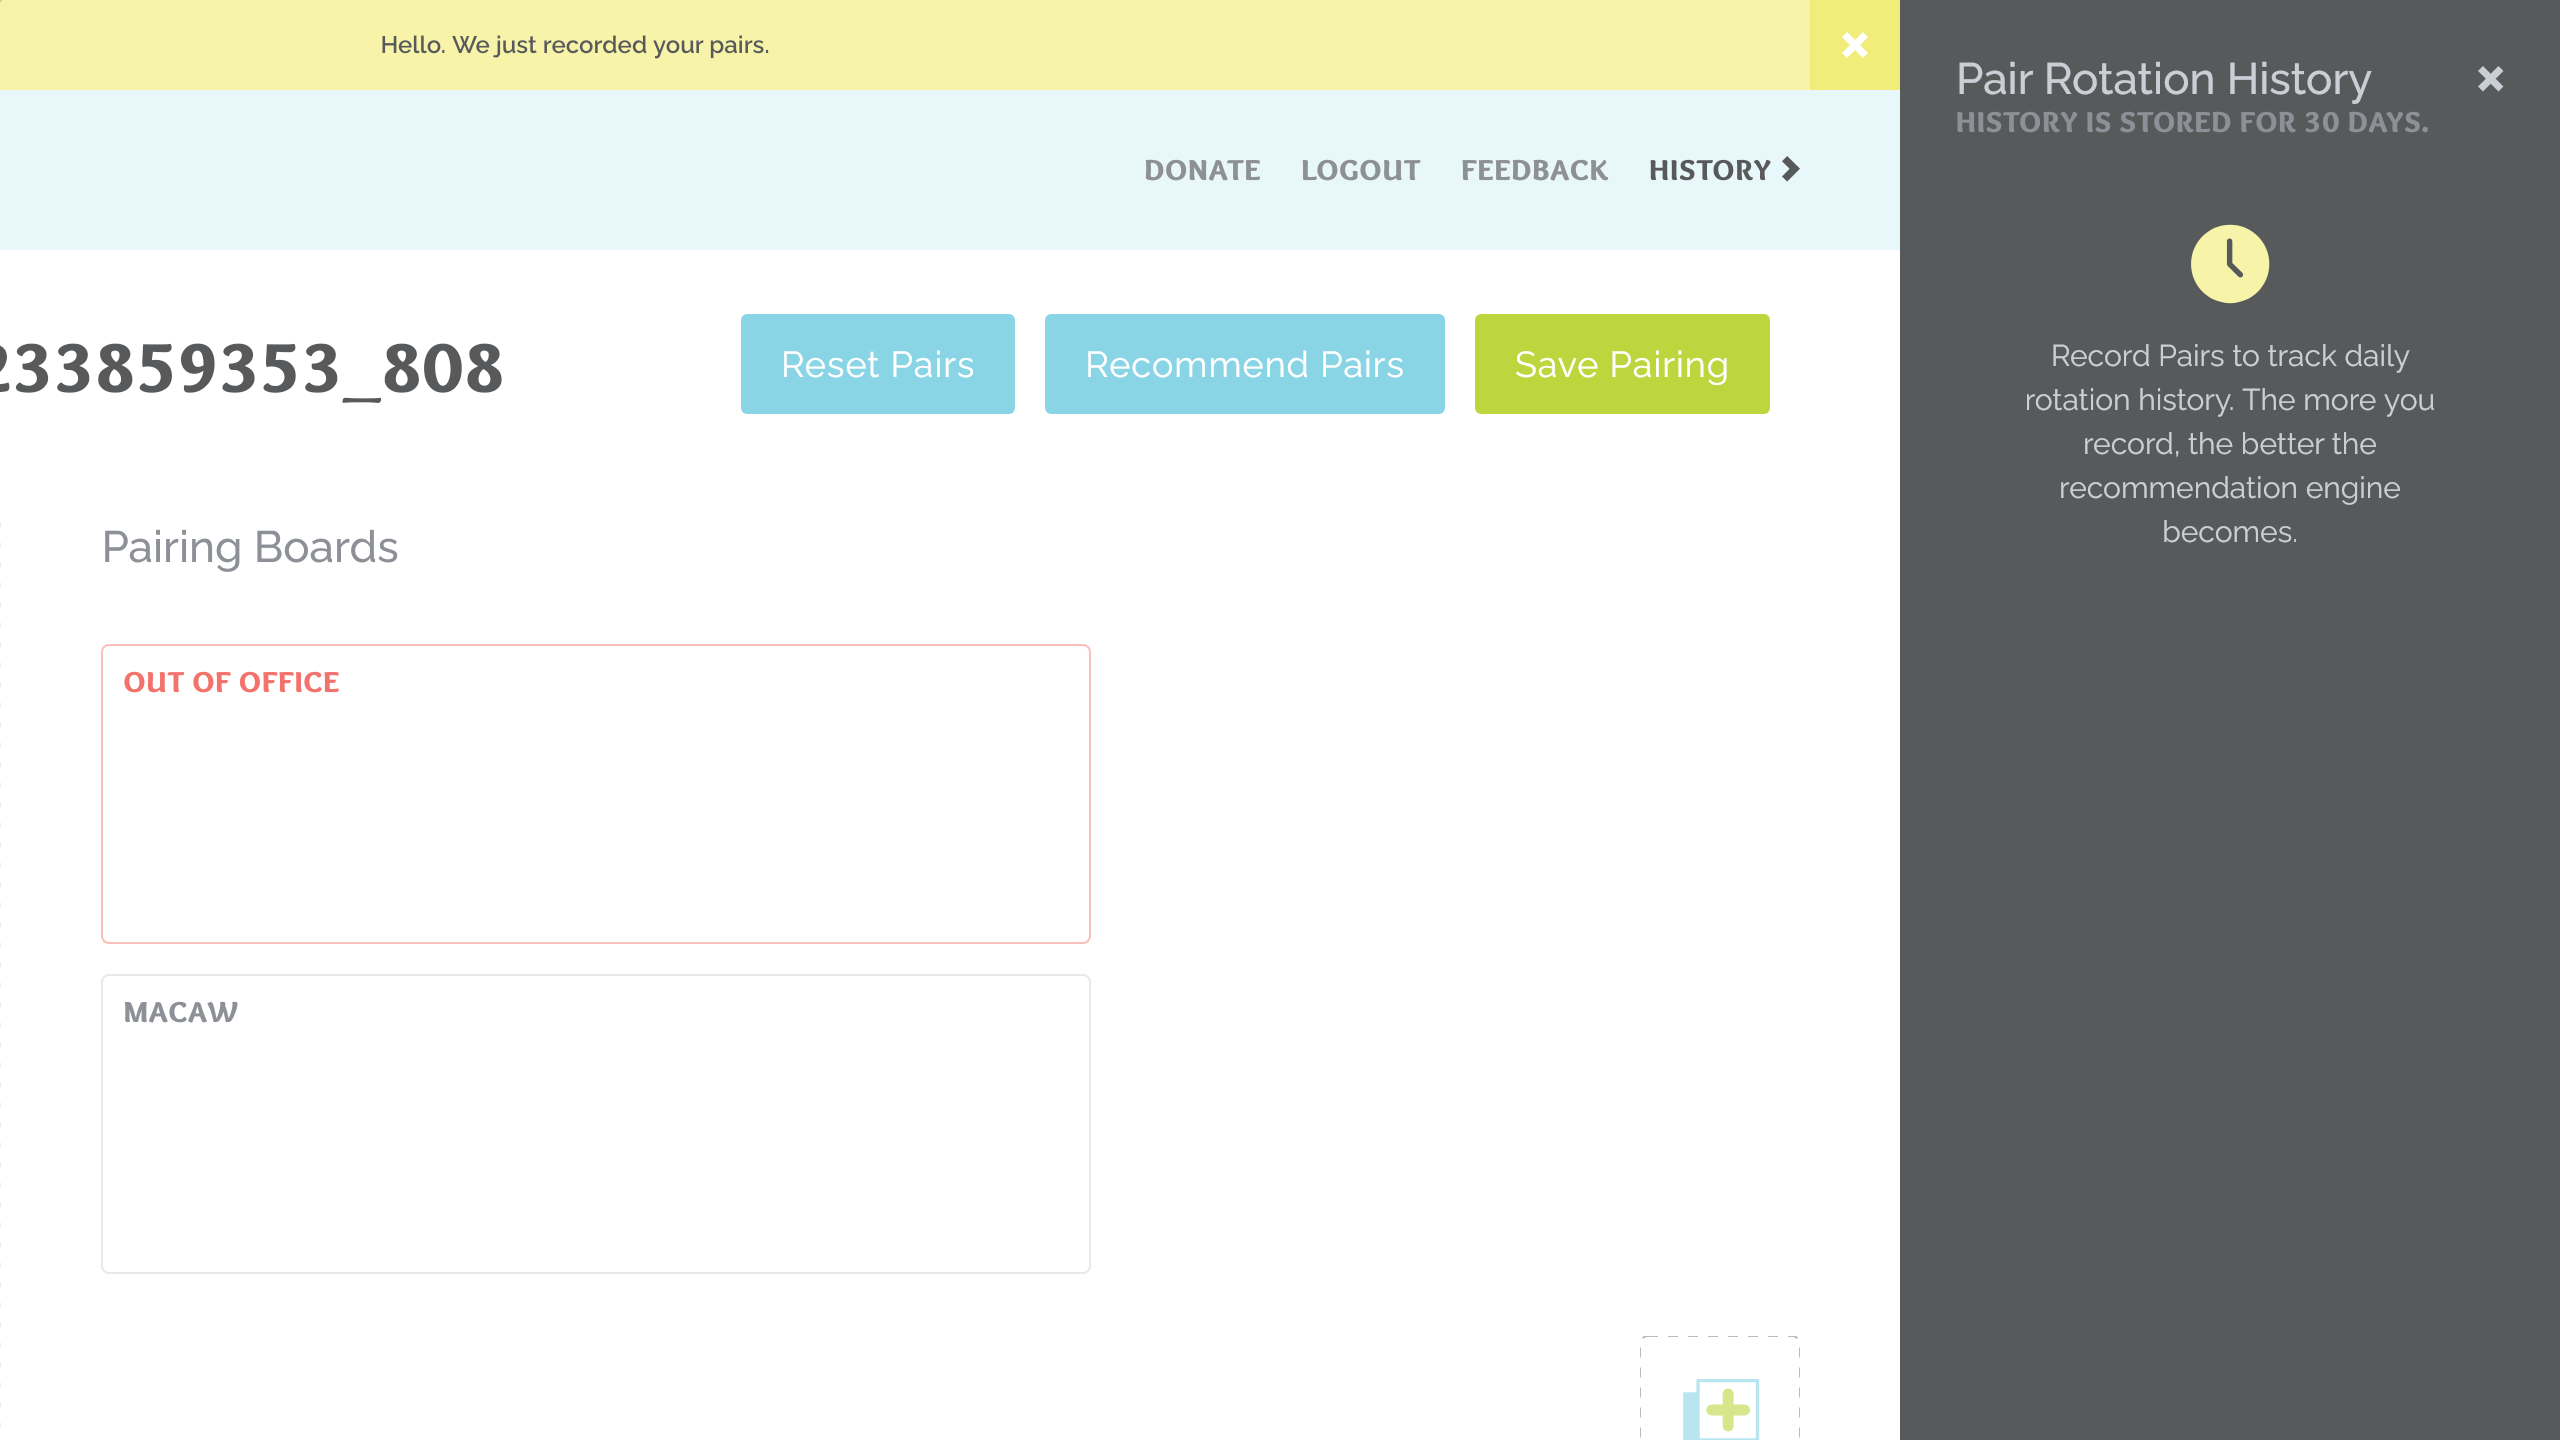 Hello. We just recorded your pairs.
DONATE LOGOUT FEEDBACK HISTORY
233859353_808
Reset Pairs
Recommend Pairs
Save Pairing
Pairing Boards
OUT OF OFFICE
MACAW
Pair Rotation History
HISTORY IS STORED FOR 30 DAYS.
Record Pairs to track daily
rotation history. The more you
record, the better the
recommendation engine
becomes.